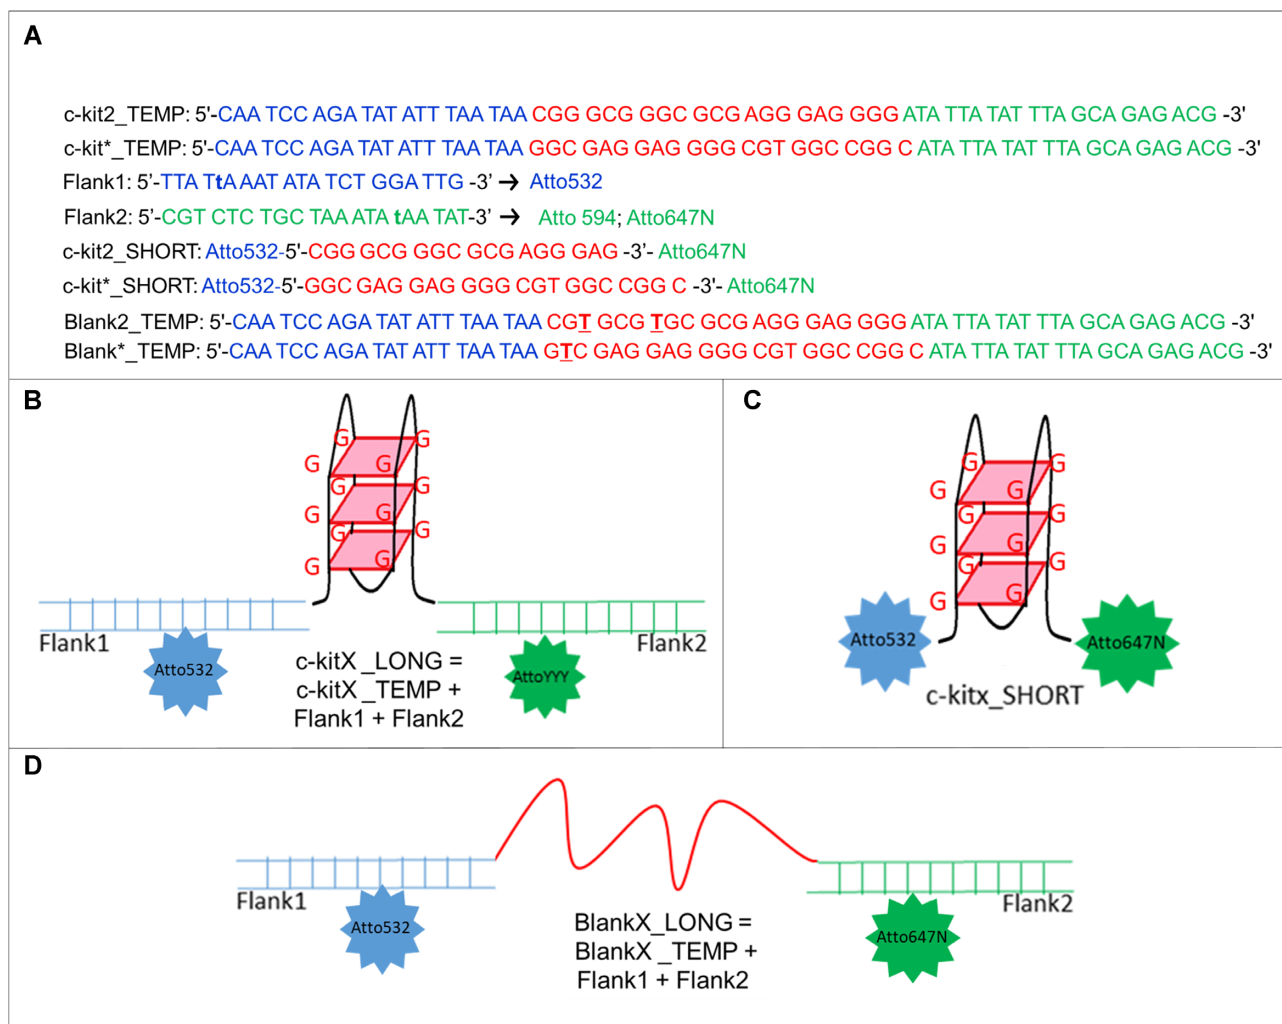 A
c-kit2_TEMP: 5'-CAA TCC AGA TAT ATT TAA TAA CGG GCG GGC GCG AGG GAG GGG ATA TTA TAT TTA GCA GAG ACG -3'
c-kit*_TEMP: 5'-CAA TCC AGA TAT ATT TAA TAA GGC GAG GAG GGG CGT GGC CGG C ATA TTA TAT TTA GCA GAG ACG -3'
Flank1: 5’-TTA TtA AAT ATA TCT GGA TTG -3’ → Atto532
Flank2: 5’-CGT CTC TGC TAA ATA tAA TAT-3’ → Atto 594; Atto647N
c-kit2_SHORT: Atto532-5'-CGG GCG GGC GCG AGG GAG -3'- Atto647N
c-kit*_SHORT: Atto532-5'-GGC GAG GAG GGG CGT GGC CGG C -3'- Atto647N
Blank2_TEMP: 5'-CAA TCC AGA TAT ATT TAA TAA CGT GCG TGC GCG AGG GAG GGG ATA TTA TAT TTA GCA GAG ACG -3'
Blank*_TEMP: 5'-CAA TCC AGA TAT ATT TAA TAA GTC GAG GAG GGG CGT GGC CGG C ATA TTA TAT TTA GCA GAG ACG -3'
B
G G
G G
G G
G G
G G
G G
Flank1
Flank2
Atto532
AttoYYY
c-kitX _LONG =
c-kitX _TEMP +
Flank1 + Flank2
C
G G
G G
G G
G G
G G
G G
Atto532
Atto647N
c-kitx_SHORT
D
Flank1
Flank2
Atto532
Atto647N
BlankX_LONG =
BlankX _TEMP +
Flank1 + Flank2